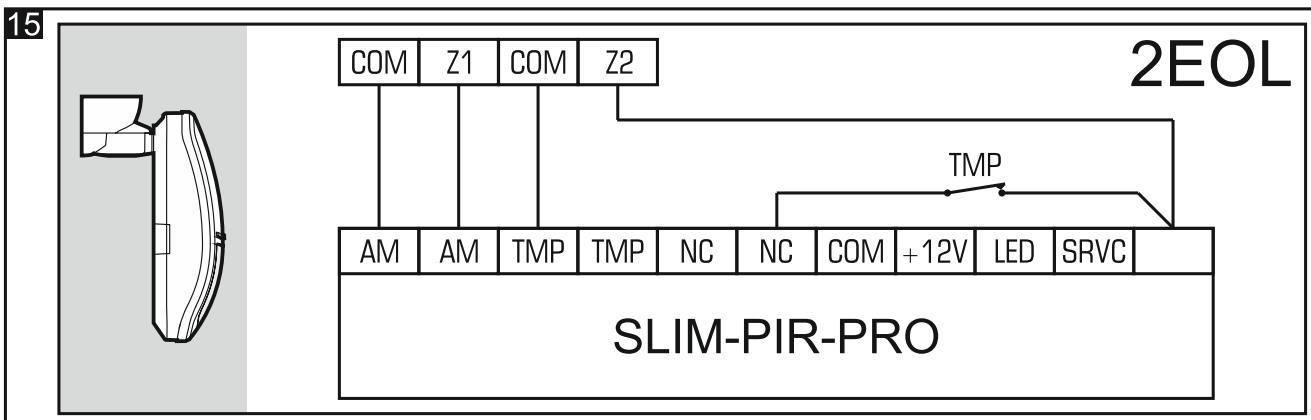 15
COM Z1 COM Z2
2EOL
TMP
AM AM TMP TMP NC NC COM +12V LED SRVC
SLIM-PIR-PRO